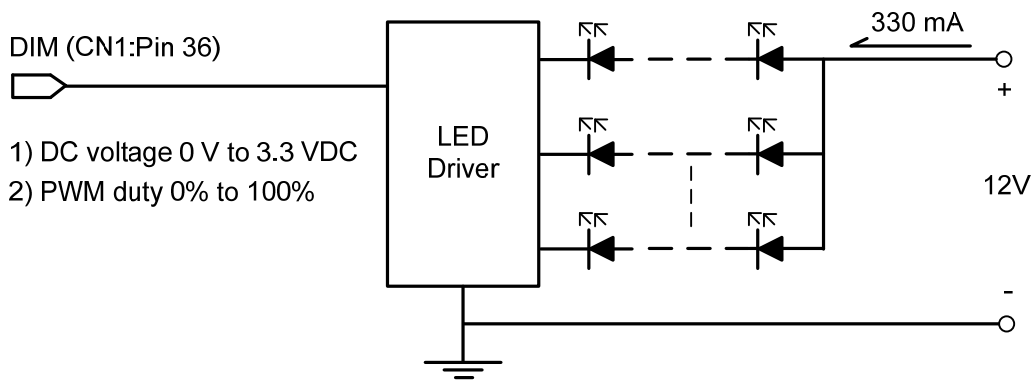 330 mA
DIM (CN1:Pin 36)
+
1) DC voltage 0 V to 3.3 VDC
2) PWM duty 0% to 100%
LED
Driver
12V
-